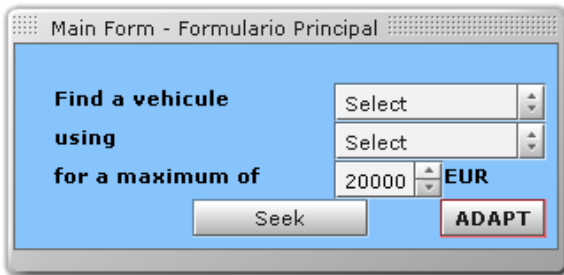 Main Form - Formulario Principal
Find a vehicule Select
using Select
for a maximum of 20000 EUR
Seek ADAPT